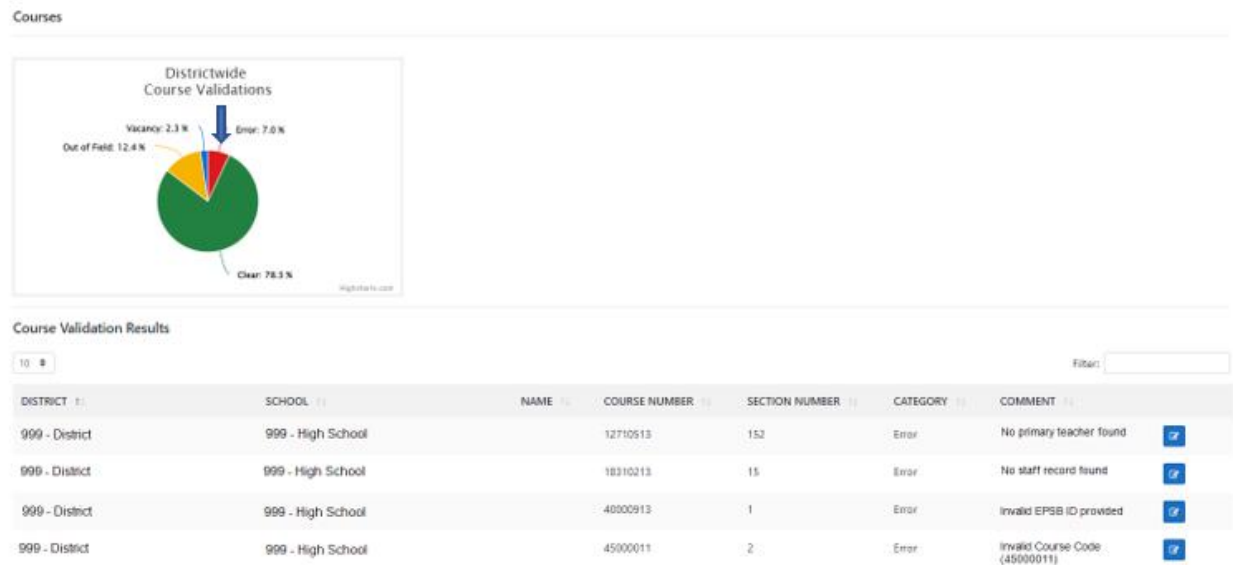 Courses
Districtwide
Course Validations
Vacancy: 2.3 %
Error: 7.0 %
Out of Field: 12.4 %
Clear: 78.3 %
Highcharts.com
Course Validation Results
10
Filter:
DISTRICT SCHOOL NAME COURSE NUMBER SECTION NUMBER CATEGORY COMMENT
999 - District 999 - High School 12710513 152 Error No primary teacher found
999 - District 999 - High School 18310213 15 Error No staff record found
999 - District 999 - High School 40000913 1 Error Invalid EPSB ID provided
999 - District 999 - High School 45000011 2 Error Invalid Course Code
(45000011)